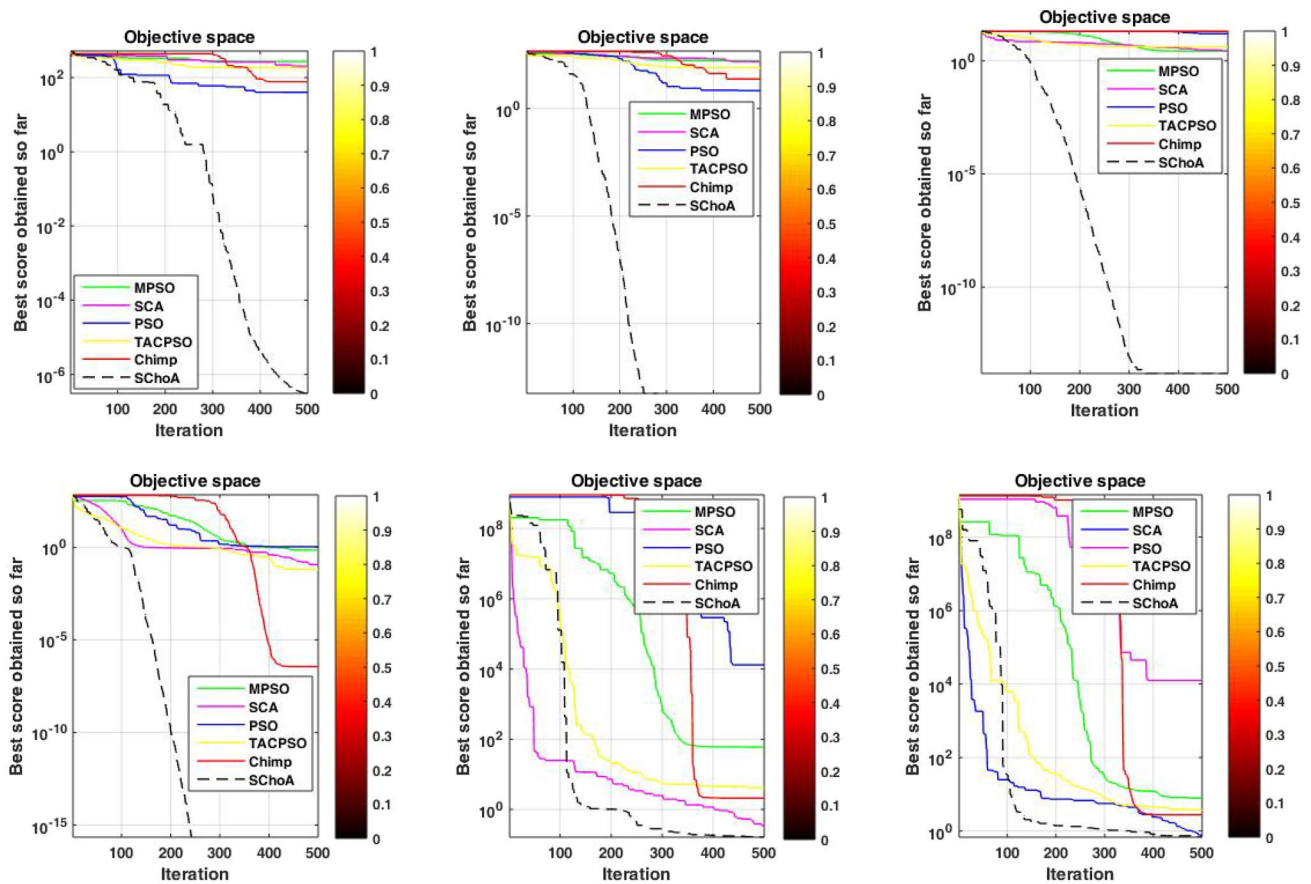 Objective space
Best score obtained so far
10^2
10^0
10^-2
10^-4
10^-6
MPSO
SCA
PSO
TACPSO
Chimp
SChoA
100 200 300 400 500
Iteration
1
0.9
0.8
0.7
0.6
0.5
0.4
0.3
0.2
0.1
0
Objective space
Best score obtained so far
10^0
10^-5
10^-10
MPSO
SCA
PSO
TACPSO
Chimp
SChoA
100 200 300 400 500
Iteration
1
0.9
0.8
0.7
0.6
0.5
0.4
0.3
0.2
0.1
0
Objective space
Best score obtained so far
10^0
10^-5
10^-10
MPSO
SCA
PSO
TACPSO
Chimp
SChoA
100 200 300 400 500
Iteration
1
0.9
0.8
0.7
0.6
0.5
0.4
0.3
0.2
0.1
0
Objective space
Best score obtained so far
10^0
10^-5
10^-10
10^-15
MPSO
SCA
PSO
TACPSO
Chimp
SChoA
100 200 300 400 500
Iteration
1
0.9
0.8
0.7
0.6
0.5
0.4
0.3
0.2
0.1
0
Objective space
Best score obtained so far
10^8
10^6
10^4
10^2
10^0
MPSO
SCA
PSO
TACPSO
Chimp
SChoA
100 200 300 400 500
Iteration
1
0.9
0.8
0.7
0.6
0.5
0.4
0.3
0.2
0.1
0
Objective space
Best score obtained so far
10^8
10^6
10^4
10^2
10^0
MPSO
SCA
PSO
TACPSO
Chimp
SChoA
100 200 300 400 500
Iteration
1
0.9
0.8
0.7
0.6
0.5
0.4
0.3
0.2
0.1
0